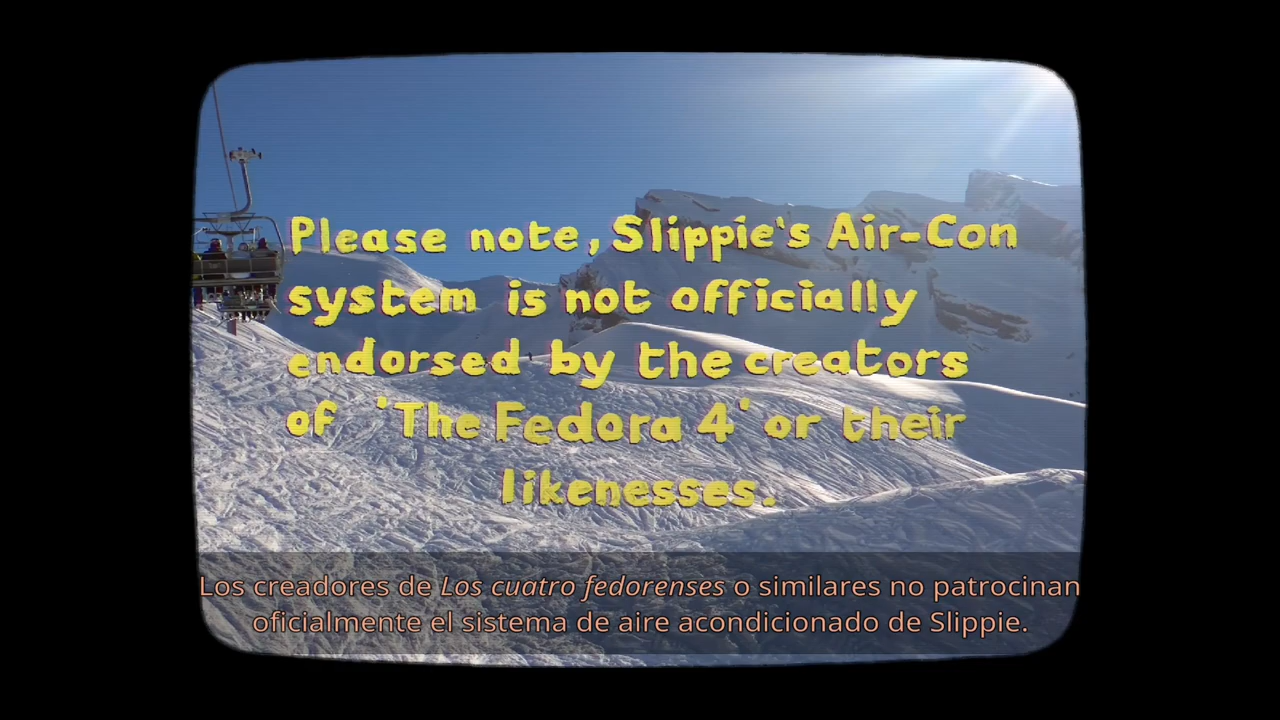 Please note, Slippie's Air-Con
system is not officially
endorsed by the creators
of 'The Fedora 4' or their
likenesses.
Los creadores de Los cuatro fedorenses o similares no patrocinan
oficialmente el sistema de aire acondicionado de Slippie.